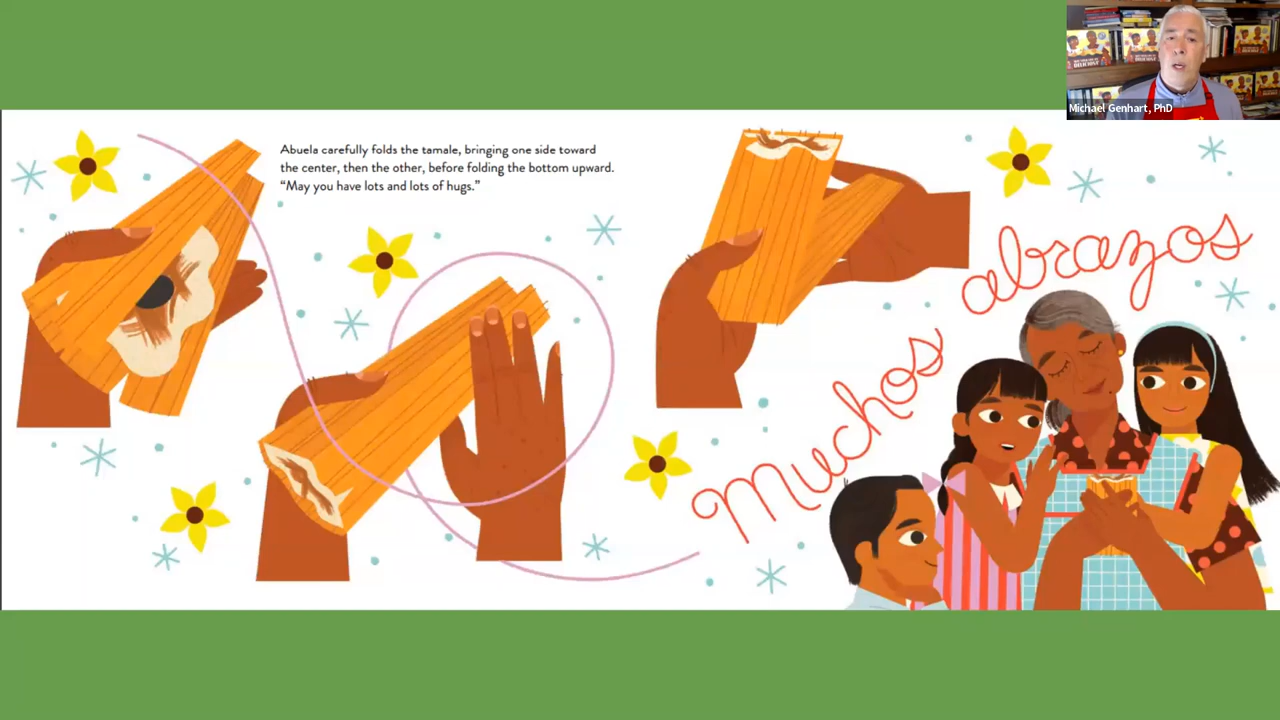 Michael Genhart, PhD
Abuela carefully folds the tamale, bringing one side toward
the center, then the other, before folding the bottom upward.
“May you have lots and lots of hugs.”
Muchos abrazos